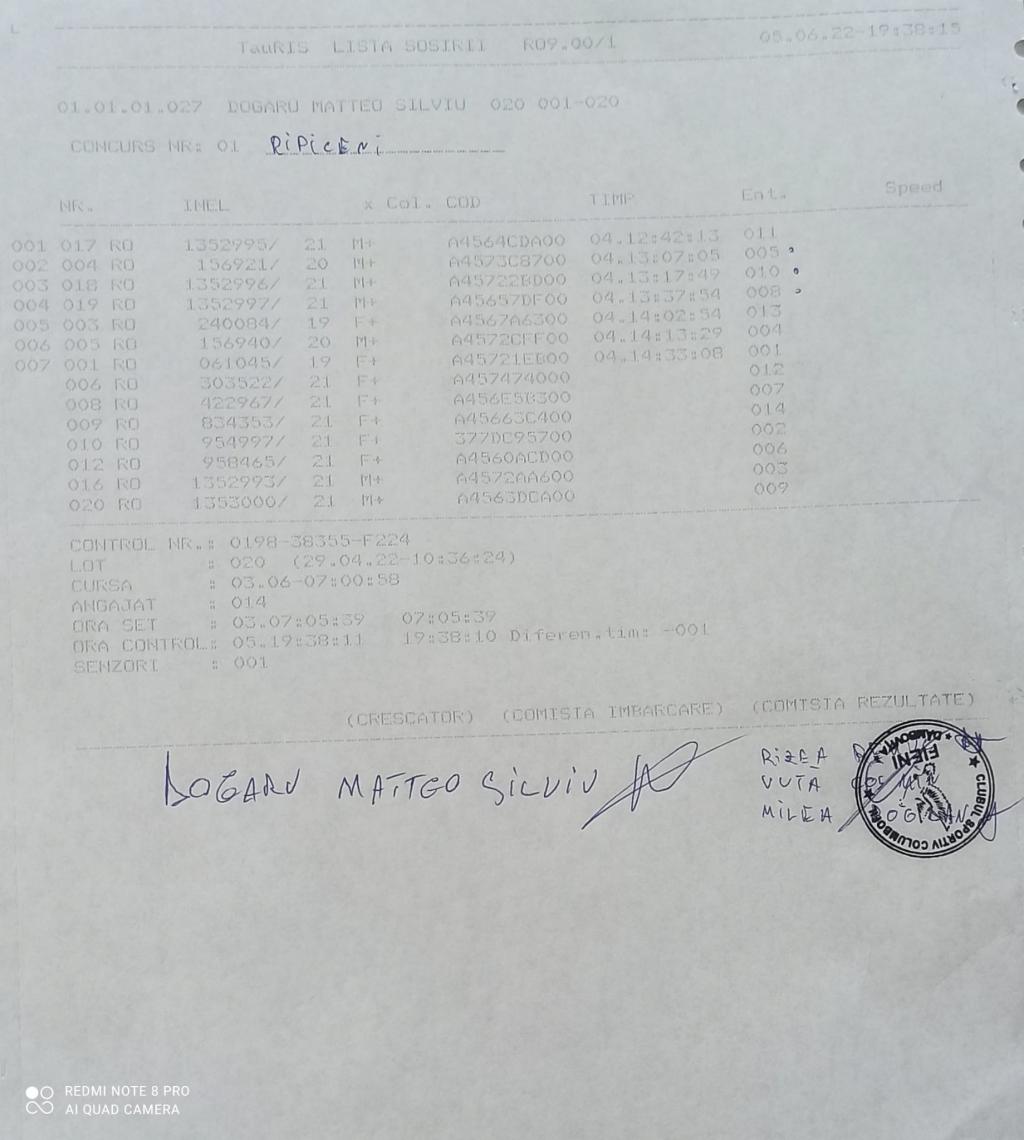 TauRIS LISTA SOSIRII RO9.00/1 05.06.22-19:38:15
01.01.01.027 DOGARU MATTEO SILVIU 020 001-020
CONCURS NR: 01 RiPiCENi
NR. INEL x Col. COD TIMP Ent. Speed
001 017 RO 1352995/ 21 M+ A4564CDA00 04.12:42:13 011
002 004 RO 156921/ 20 M+ A4573C8700 04.13:07:05 005
003 018 RO 1352996/ 21 M+ A45722BD00 04.13:17:49 010
004 019 RO 1352997/ 21 M+ A45657DF00 04.13:37:54 008
005 003 RO 240084/ 19 F+ A4567A6300 04.14:02:54 013
006 005 RO 156940/ 20 M+ A4572CFF00 04.14:13:29 004
007 001 RO 061045/ 19 F+ A45721EB00 04.14:33:08 001
006 RO 303522/ 21 F+ A457474000 012
008 RO 422967/ 21 F+ A456E5B300 007
009 RO 834353/ 21 F+ A45663C400 014
010 RO 954997/ 21 F+ 377DC95700 002
012 RO 958465/ 21 F+ A4560ACD00 006
016 RO 1352993/ 21 M+ A4572AA600 003
020 RO 1353000/ 21 M+ A4563DCA00 009
CONTROL NR.: 0198-38355-F224
LOT : 020 (29.04.22-10:36:24)
CURSA : 03.06-07:00:58
ANGAJAT : 014
ORA SET : 03.07:05:39 07:05:39
ORA CONTROL: 05.19:38:11 19:38:10 Diferen.tim: -001
SENZORI : 001
(CRESCATOR) (COMISIA IMBARCARE) (COMISIA REZULTATE)
DOGARU MATTEO SiLViU
RizEA
VUTA
MiLEA
CLUBUL SPORTIV COLUMBOFIL
FIENI
DAMBOVITA
REDMI NOTE 8 PRO
AI QUAD CAMERA